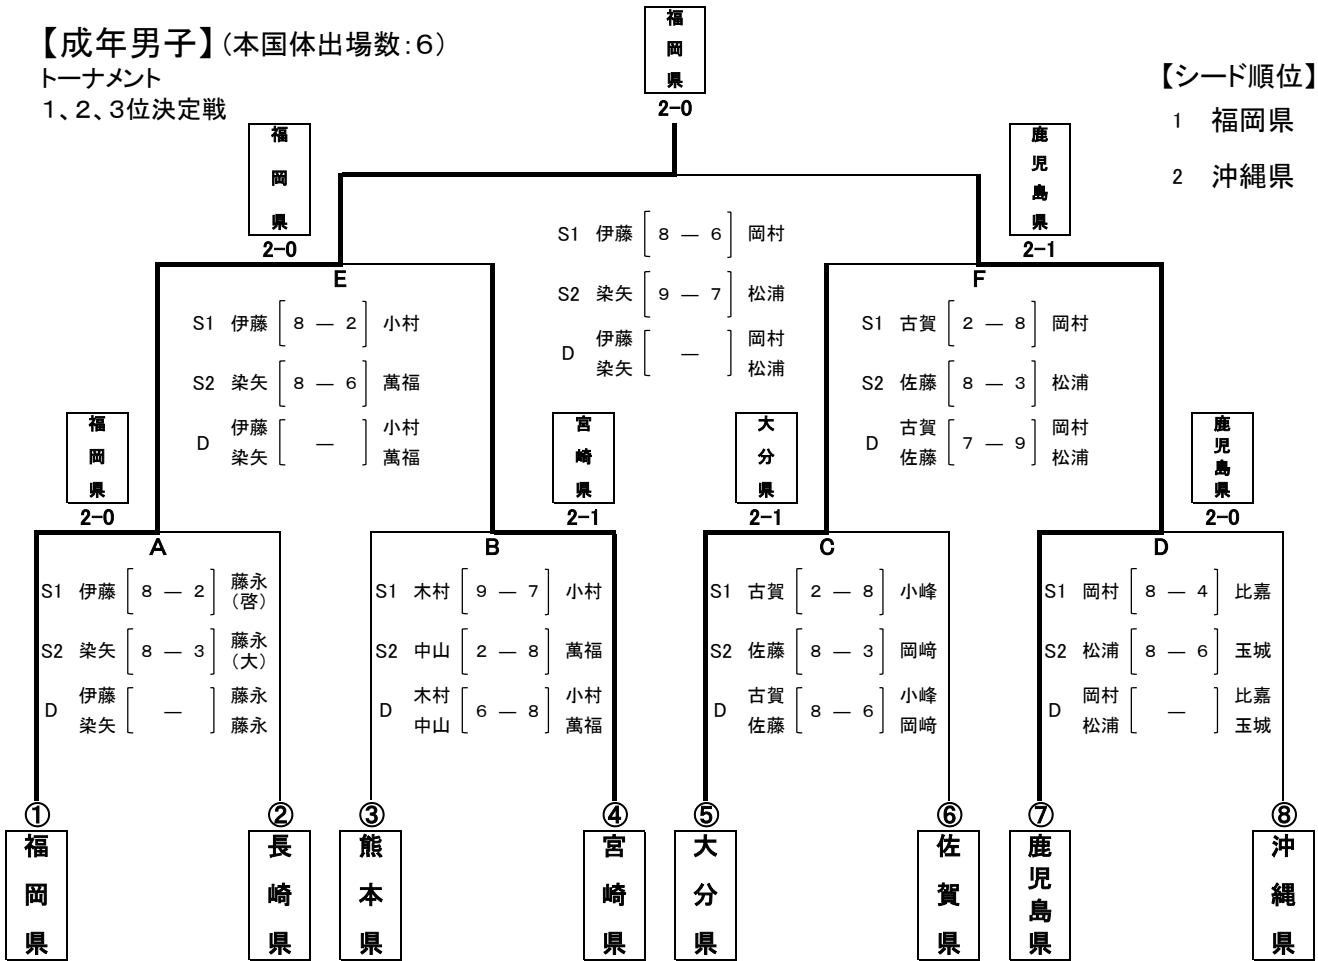 【成年男子】(本国体出場数:6)
トーナメント
1、2、3位決定戦
福岡県
2-0
【シード順位】
1 福岡県
2 沖縄県
福岡県
2-0
鹿児島県
2-1
S1 伊藤 [ 8 ― 6 ] 岡村
S2 染矢 [ 9 ― 7 ] 松浦
D 伊藤 染矢 [ ― ] 岡村 松浦
E
S1 伊藤 [ 8 ― 2 ] 小村
S2 染矢 [ 8 ― 6 ] 萬福
D 伊藤 染矢 [ ― ] 小村 萬福
F
S1 古賀 [ 2 ― 8 ] 岡村
S2 佐藤 [ 8 ― 3 ] 松浦
D 古賀 佐藤 [ 7 ― 9 ] 岡村 松浦
福岡県
2-0
宮崎県
2-1
大分県
2-1
鹿児島県
2-0
A
S1 伊藤 [ 8 ― 2 ] 藤永(啓)
S2 染矢 [ 8 ― 3 ] 藤永(大)
D 伊藤 染矢 [ ― ] 藤永 藤永
B
S1 木村 [ 9 ― 7 ] 小村
S2 中山 [ 2 ― 8 ] 萬福
D 木村 中山 [ 6 ― 8 ] 小村 萬福
C
S1 古賀 [ 2 ― 8 ] 小峰
S2 佐藤 [ 8 ― 3 ] 岡﨑
D 古賀 佐藤 [ 8 ― 6 ] 小峰 岡﨑
D
S1 岡村 [ 8 ― 4 ] 比嘉
S2 松浦 [ 8 ― 6 ] 玉城
D 岡村 松浦 [ ― ] 比嘉 玉城
① 福岡県
② 長崎県
③ 熊本県
④ 宮崎県
⑤ 大分県
⑥ 佐賀県
⑦ 鹿児島県
⑧ 沖縄県